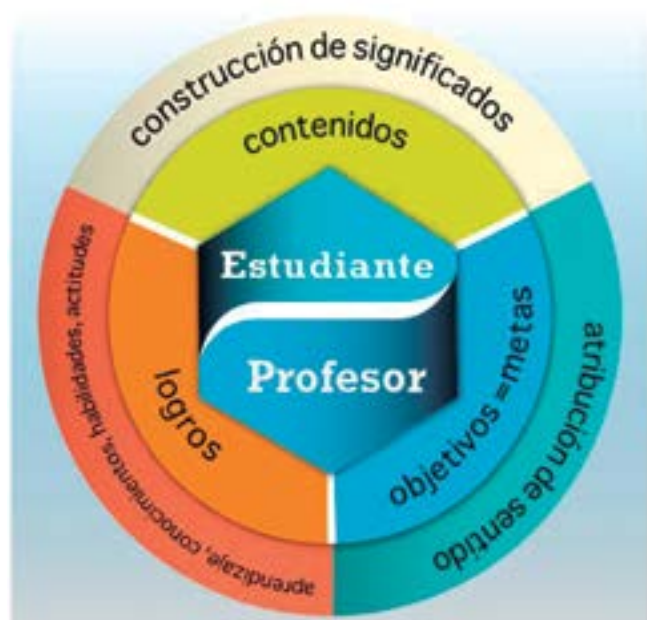 construcción de significados
contenidos
Estudiante
Profesor
logros
objetivos =metas
aprendizaje, conocimientos, habilidades, actitudes
atribución de sentido